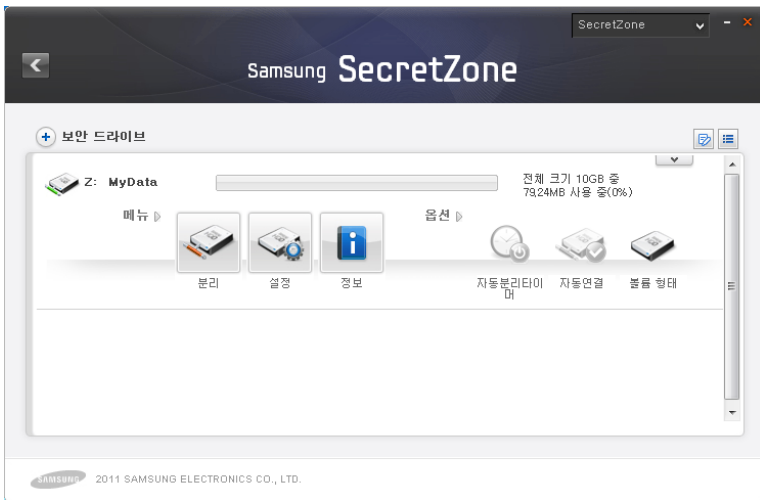 SecretZone
Samsung SecretZone
보안 드라이브
Z: MyData
전체 크기 10GB 중
79,24MB 사용 중(0%)
메뉴
옵션
분리
설정
정보
자동분리타이
머
자동연결
볼륨 형태
SAMSUNG 2011 SAMSUNG ELECTRONICS CO., LTD.